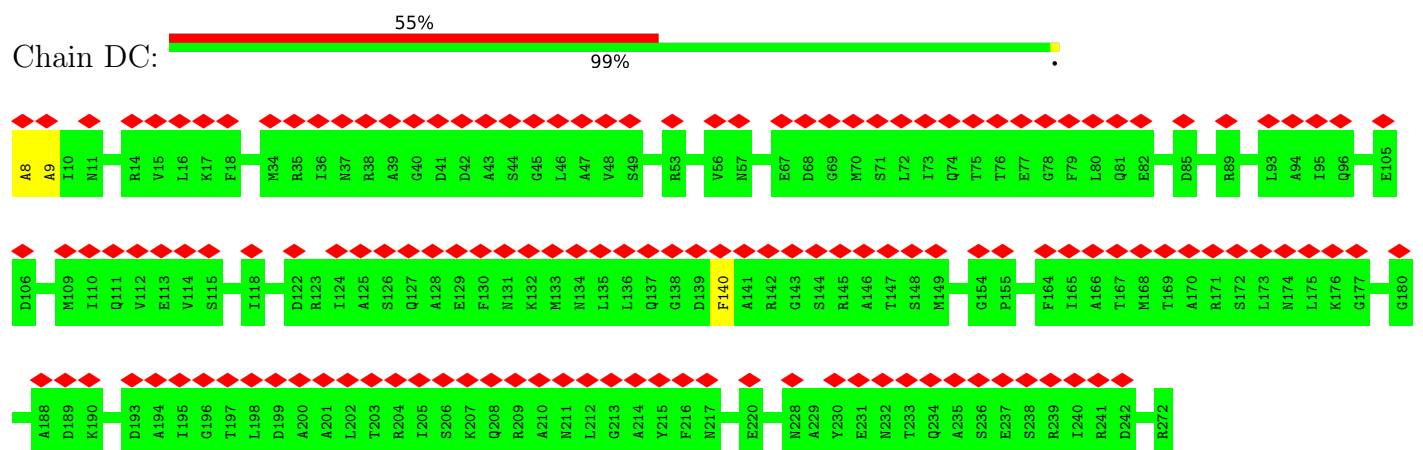 55%
Chain DC:
99%
.
A8 A9 I10 N11 R14 V15 L16 K17 F18 M34 R35 I36 N37 R38 A39 G40 D41 D42 A43 S44 G45 L46 A47 V48 S49 R53 V56 N57 E67 D68 G69 M70 S71 L72 I73 Q74 T75 T76 E77 G78 F79 L80 Q81 E82 D85 R89 L93 A94 I95 Q96 E105
D106 M109 I110 Q111 V112 E113 V114 S115 I118 D122 R123 I124 A125 S126 Q127 A128 E129 F130 N131 K132 M133 N134 L135 L136 Q137 G138 D139 F140 A141 R142 G143 S144 R145 A146 T147 S148 M149 G154 P155 F164 I165 A166 T167 M168 T169 A170 R171 S172 L173 N174 L175 K176 G177 G180
A188 D189 K190 D193 A194 I195 G196 T197 L198 D199 A200 A201 L202 T203 R204 I205 S206 K207 Q208 R209 A210 N211 L212 G213 A214 Y215 F216 N217 E220 N228 A229 Y230 E231 N232 T233 Q234 A235 S236 E237 S238 R239 I240 R241 D242 R272